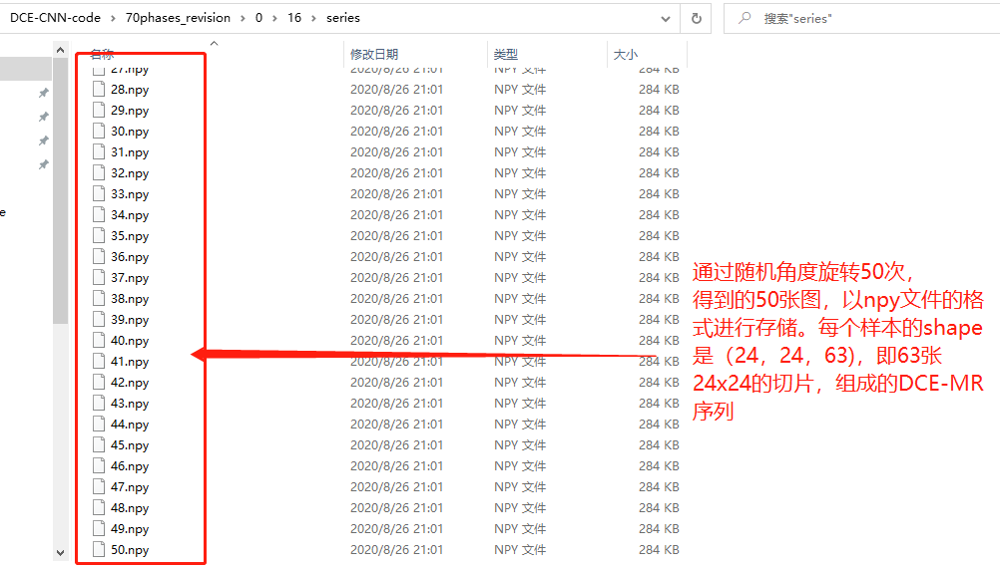 DCE-CNN-code > 70phases_revision > 0 > 16 > series
搜索"series"
名称 修改日期 类型 大小
27.npy 2020/8/26 21:01 NPY 文件 284 KB
28.npy 2020/8/26 21:01 NPY 文件 284 KB
29.npy 2020/8/26 21:01 NPY 文件 284 KB
30.npy 2020/8/26 21:01 NPY 文件 284 KB
31.npy 2020/8/26 21:01 NPY 文件 284 KB
32.npy 2020/8/26 21:01 NPY 文件 284 KB
33.npy 2020/8/26 21:01 NPY 文件 284 KB
34.npy 2020/8/26 21:01 NPY 文件 284 KB
35.npy 2020/8/26 21:01 NPY 文件 284 KB
36.npy 2020/8/26 21:01 NPY 文件 284 KB
37.npy 2020/8/26 21:01 NPY 文件 284 KB
38.npy 2020/8/26 21:01 NPY 文件 284 KB
39.npy 2020/8/26 21:01 NPY 文件 284 KB
40.npy 2020/8/26 21:01 NPY 文件 284 KB
41.npy 2020/8/26 21:01 NPY 文件 284 KB
42.npy 2020/8/26 21:01 NPY 文件 284 KB
43.npy 2020/8/26 21:01 NPY 文件 284 KB
44.npy 2020/8/26 21:01 NPY 文件 284 KB
45.npy 2020/8/26 21:01 NPY 文件 284 KB
46.npy 2020/8/26 21:01 NPY 文件 284 KB
47.npy 2020/8/26 21:01 NPY 文件 284 KB
48.npy 2020/8/26 21:01 NPY 文件 284 KB
49.npy 2020/8/26 21:01 NPY 文件 284 KB
50.npy 2020/8/26 21:01 NPY 文件 284 KB
e
通过随机角度旋转50次，
得到的50张图，以npy文件的格
式进行存储。每个样本的shape
是（24，24，63)，即63张
24x24的切片，组成的DCE-MR
序列